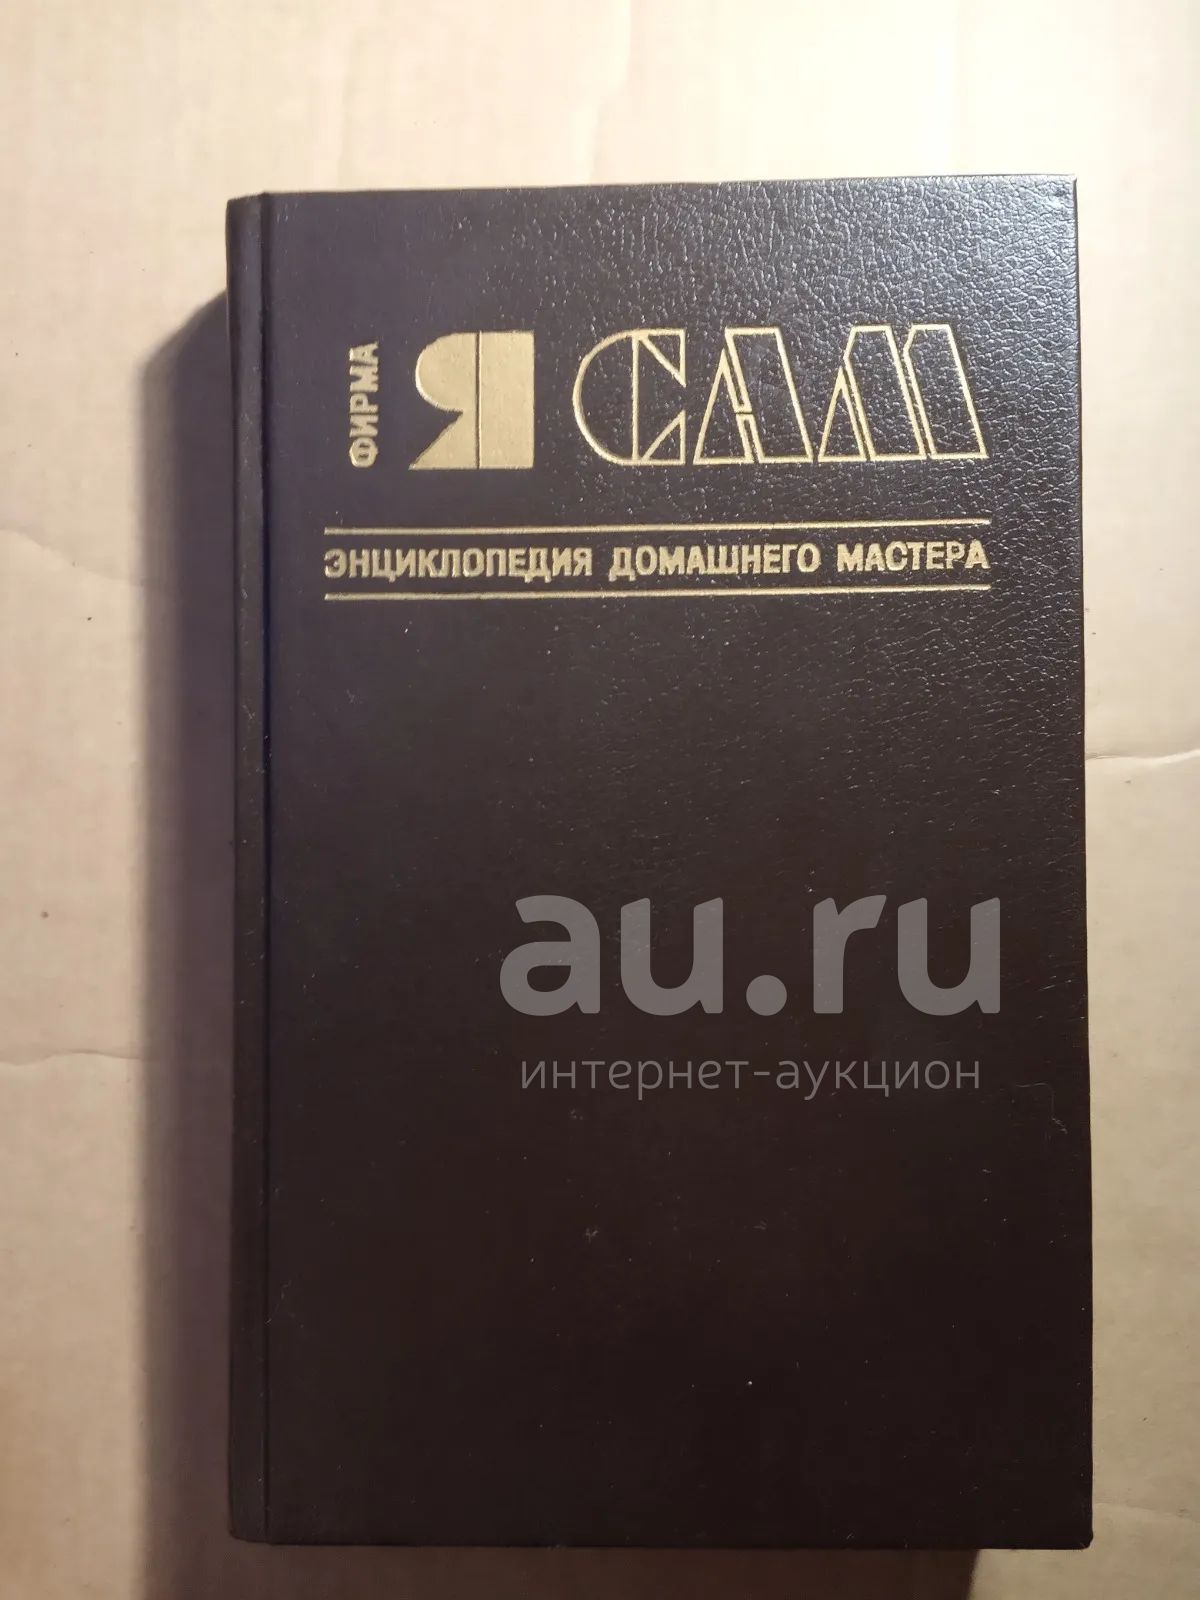 ФИРМА
Я САМ
ЭНЦИКЛОПЕДИЯ ДОМАШНЕГО МАСТЕРА
au.ru
интернет-аукцион